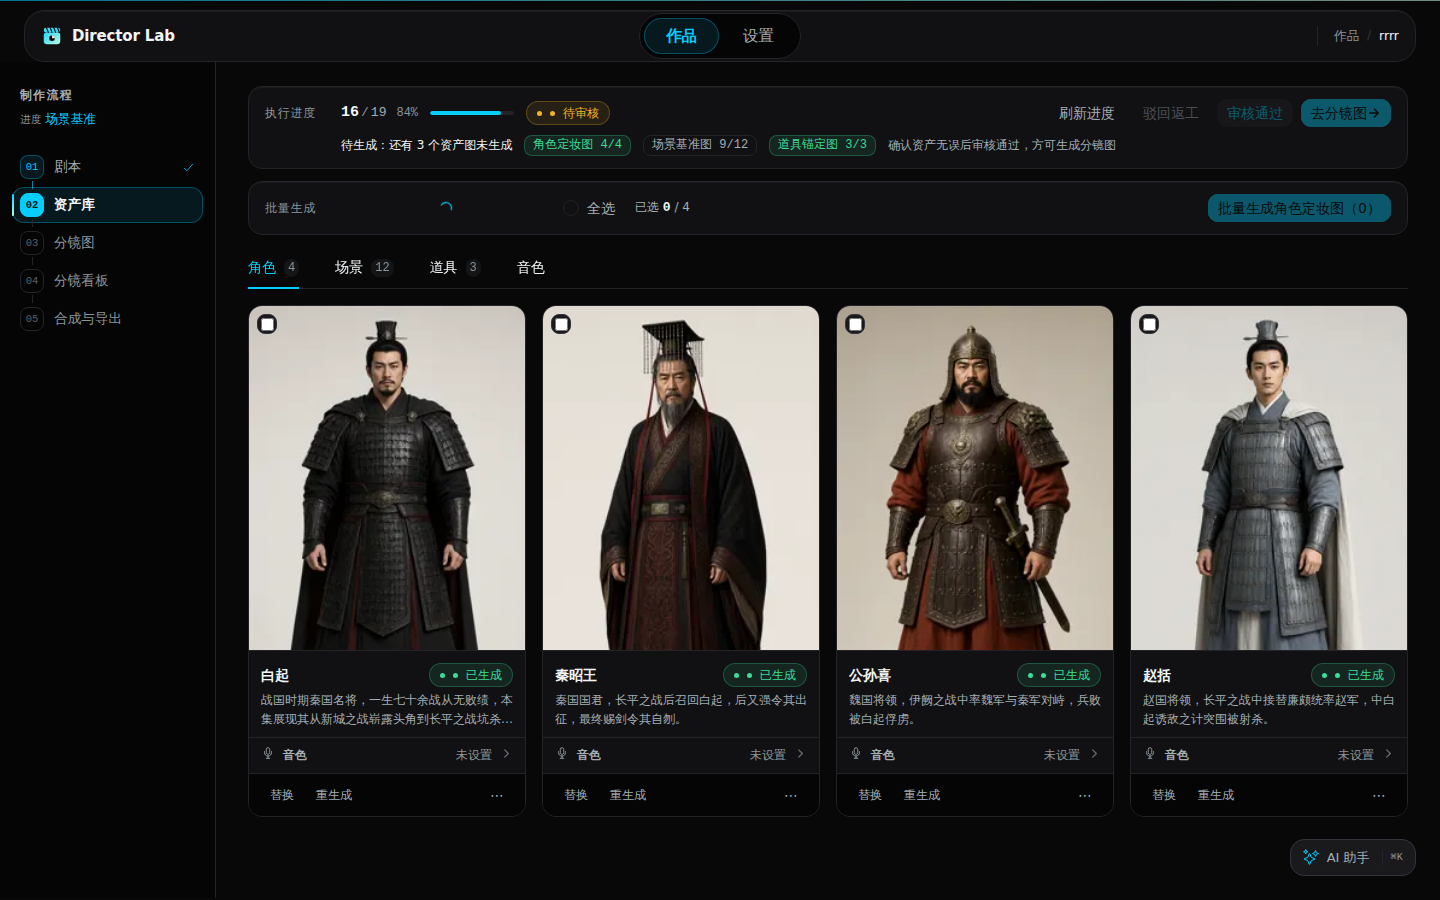 Director Lab
作品
设置
作品 / rrrr
制作流程
进度 场景基准
01 剧本
02 资产库
03 分镜图
04 分镜看板
05 合成与导出
执行进度
16/19 84%
待审核
刷新进度
驳回返工
审核通过
去分镜图→
待生成：还有 3 个资产图未生成
角色定妆图 4/4
场景基准图 9/12
道具锚定图 3/3
确认资产无误后审核通过，方可生成分镜图
批量生成
全选
已选 0 / 4
批量生成角色定妆图（0）
角色 4
场景 12
道具 3
音色
白起
已生成
战国时期秦国名将，一生七十余战从无败绩，本
集展现其从新城之战崭露头角到长平之战坑杀…
音色
未设置
替换
重生成
…
秦昭王
已生成
秦国国君，长平之战后召回白起，后又强令其出
征，最终赐剑令其自刎。
音色
未设置
替换
重生成
…
公孙喜
已生成
魏国将领，伊阙之战中率魏军与秦军对峙，兵败
被白起俘虏。
音色
未设置
替换
重生成
…
赵括
已生成
赵国将领，长平之战中接替廉颇统率赵军，中白
起诱敌之计突围被射杀。
音色
未设置
替换
重生成
…
AI 助手
⌘K